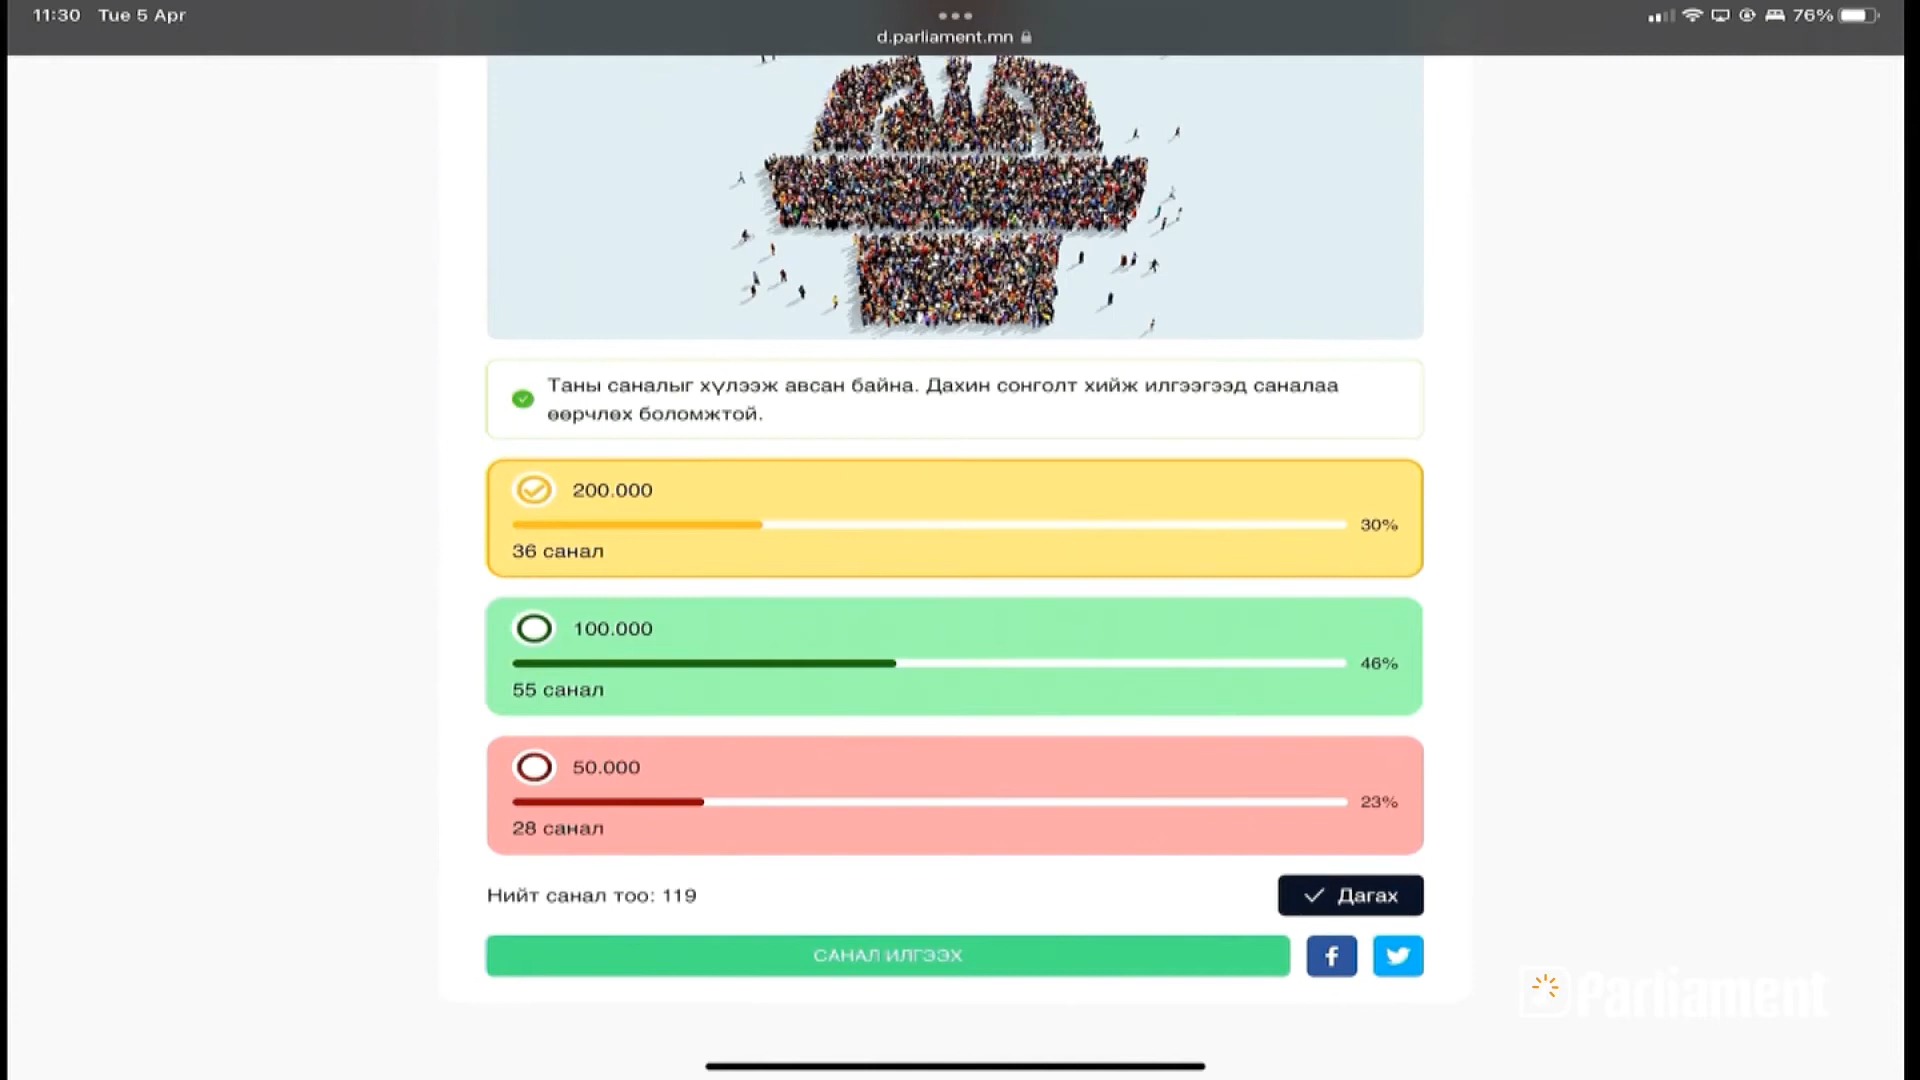 11:30 Tue 5 Apr
76%
d.parliament.mn
Таны саналыг хүлээж авсан байна. Дахин сонголт хийж илгээгээд саналаа
өөрчлөх боломжтой.
200.000
30%
36 санал
100.000
46%
55 санал
50.000
23%
28 санал
Нийт санал тоо: 119
Дагах
САНАЛ ИЛГЭЭХ
Parliament